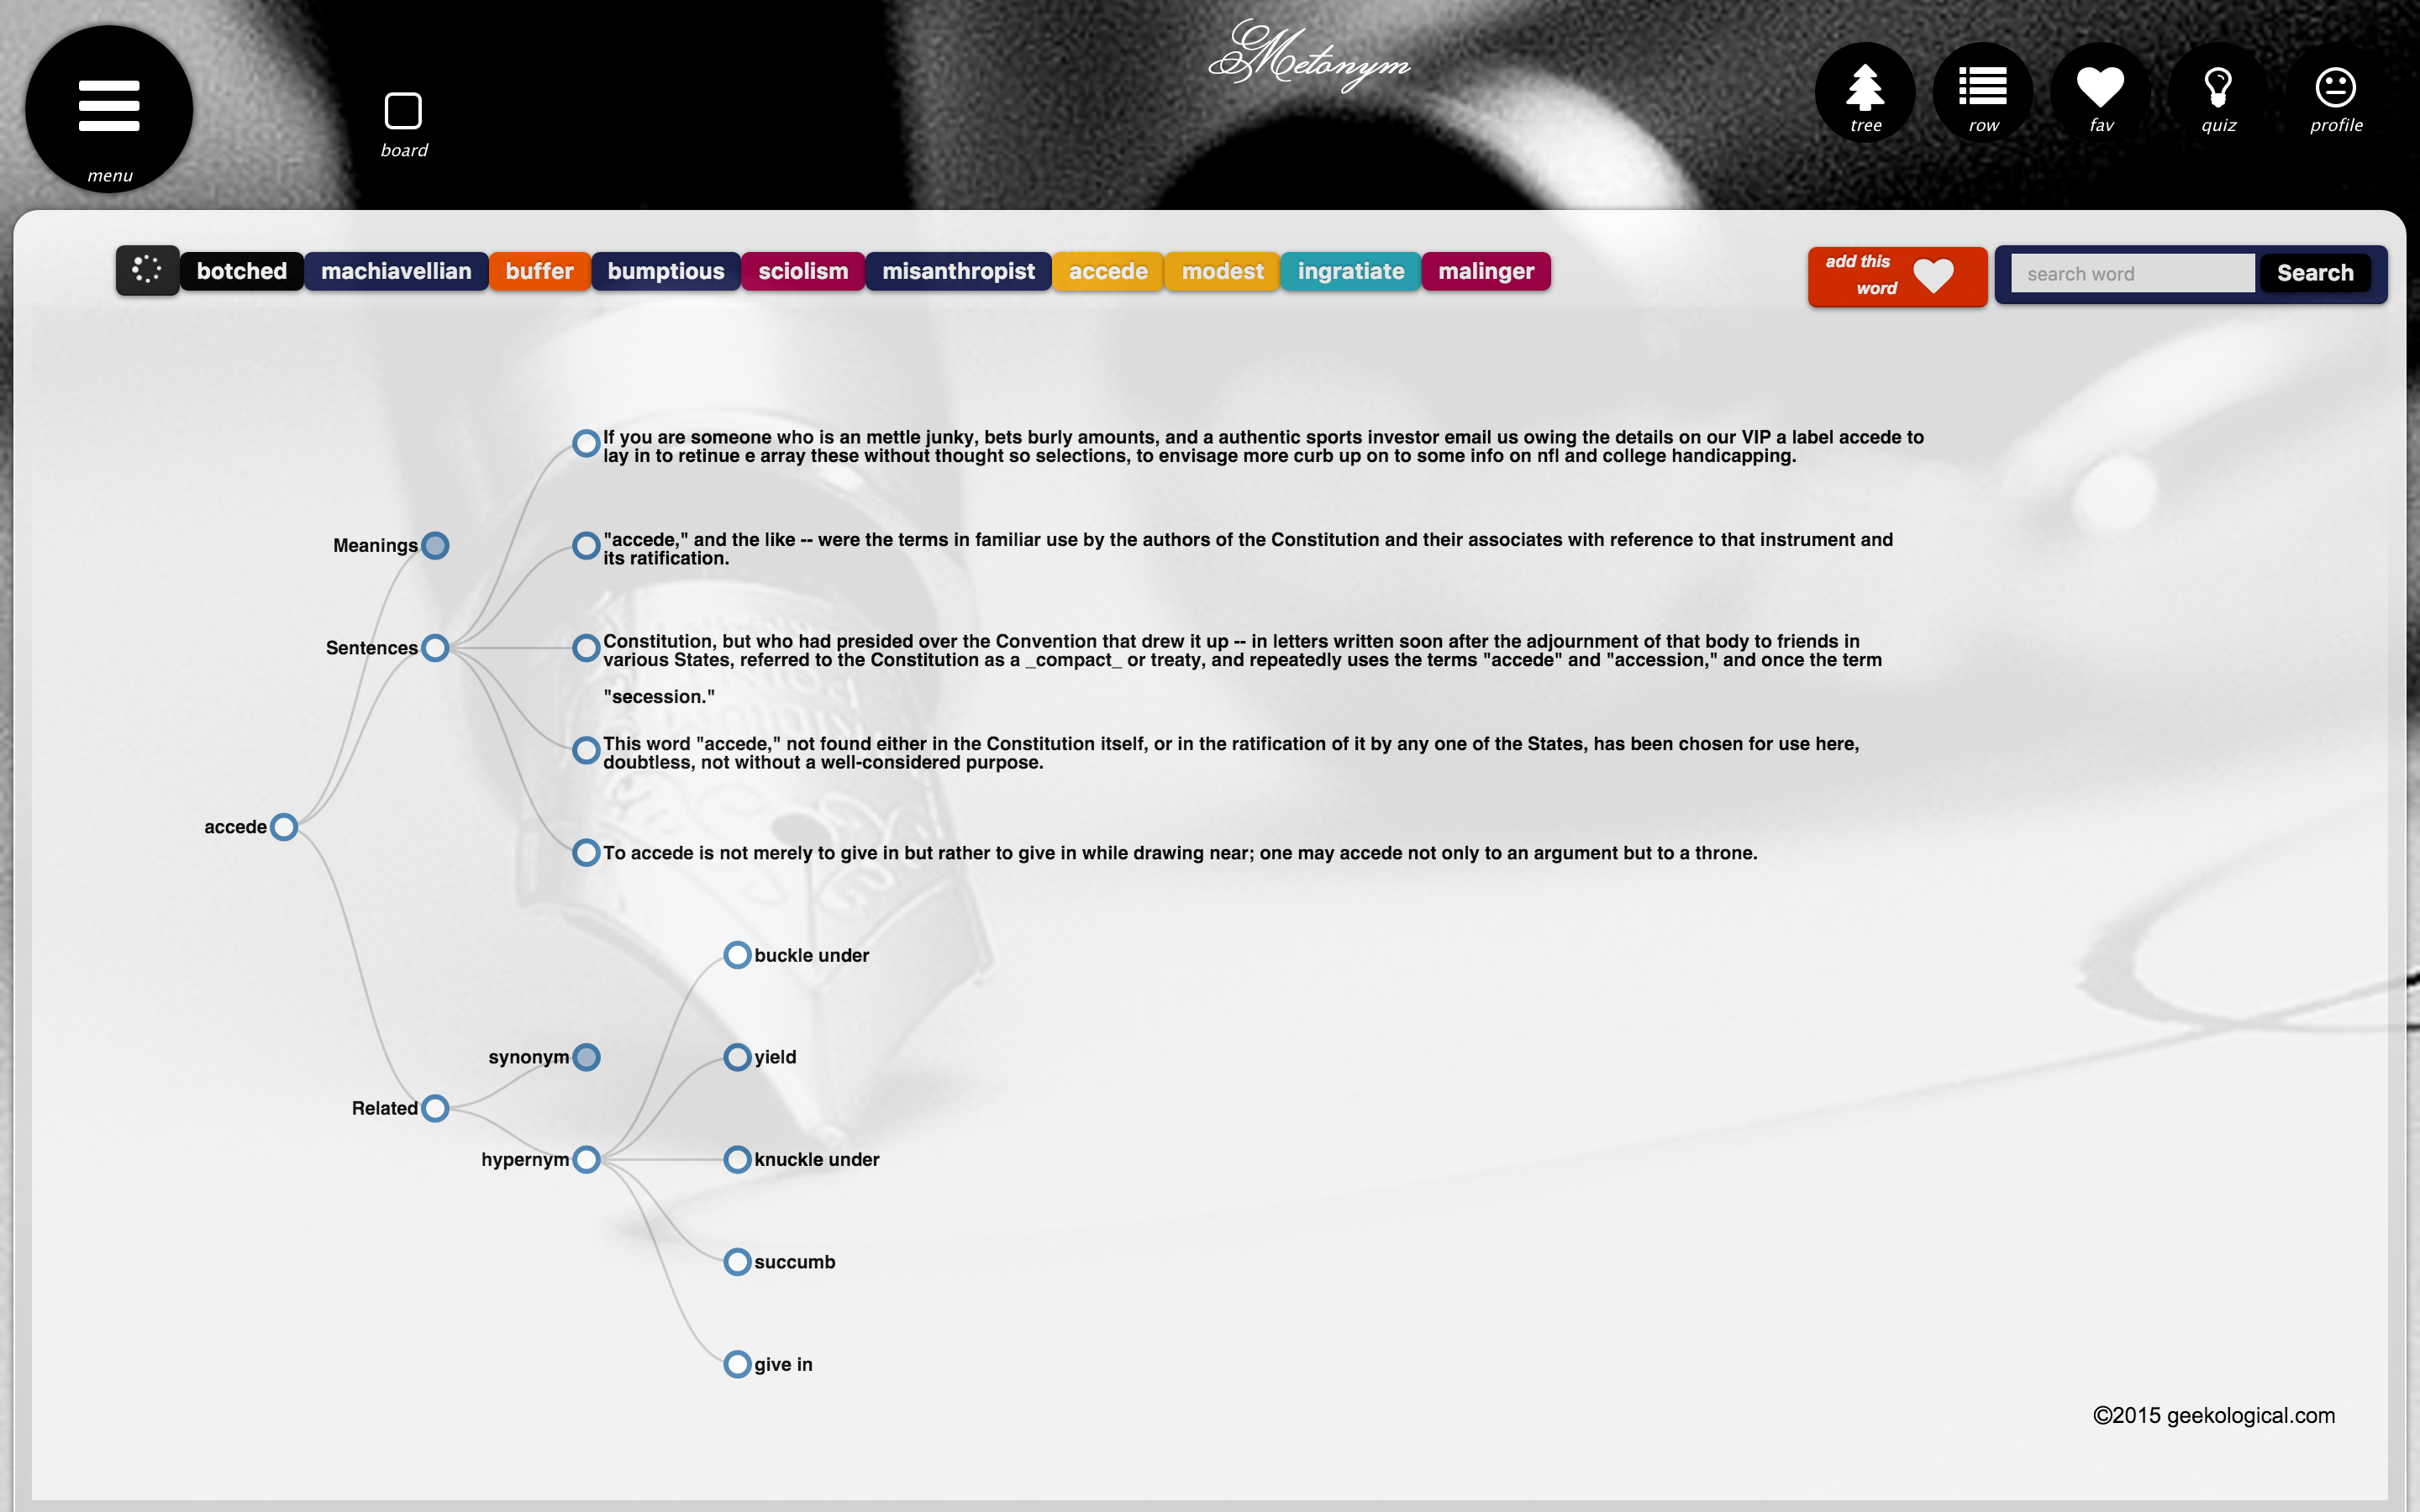 Metonym
menu
board
tree
row
fav
quiz
profile
botched
machiavellian
buffer
bumptious
sciolism
misanthropist
accede
modest
ingratiate
malinger
add this
word
search word
Search
If you are someone who is an mettle junky, bets burly amounts, and a authentic sports investor email us owing the details on our VIP a label accede to
lay in to retinue e array these without thought so selections, to envisage more curb up on to some info on nfl and college handicapping.
Meanings
"accede," and the like -- were the terms in familiar use by the authors of the Constitution and their associates with reference to that instrument and
its ratification.
Sentences
Constitution, but who had presided over the Convention that drew it up -- in letters written soon after the adjournment of that body to friends in
various States, referred to the Constitution as a _compact_ or treaty, and repeatedly uses the terms "accede" and "accession," and once the term
"secession."
This word "accede," not found either in the Constitution itself, or in the ratification of it by any one of the States, has been chosen for use here,
doubtless, not without a well-considered purpose.
accede
To accede is not merely to give in but rather to give in while drawing near; one may accede not only to an argument but to a throne.
buckle under
synonym
yield
Related
hypernym
knuckle under
succumb
give in
©2015 geekological.com